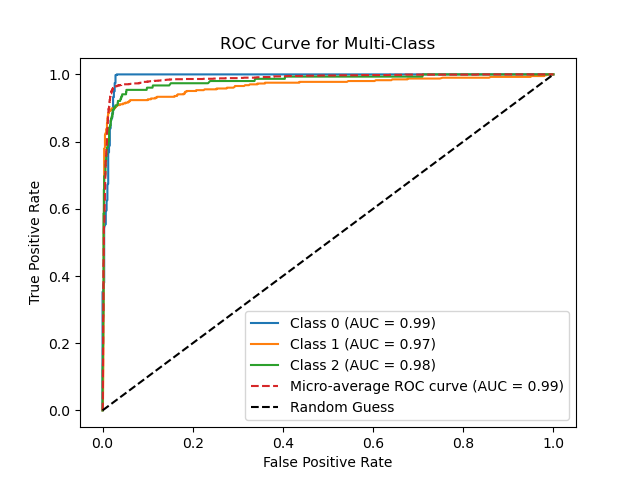 ROC Curve for Multi-Class
True Positive Rate
1.0
0.8
0.6
0.4
0.2
0.0
Class 0 (AUC = 0.99)
Class 1 (AUC = 0.97)
Class 2 (AUC = 0.98)
Micro-average ROC curve (AUC = 0.99)
Random Guess
0.0 0.2 0.4 0.6 0.8 1.0
False Positive Rate